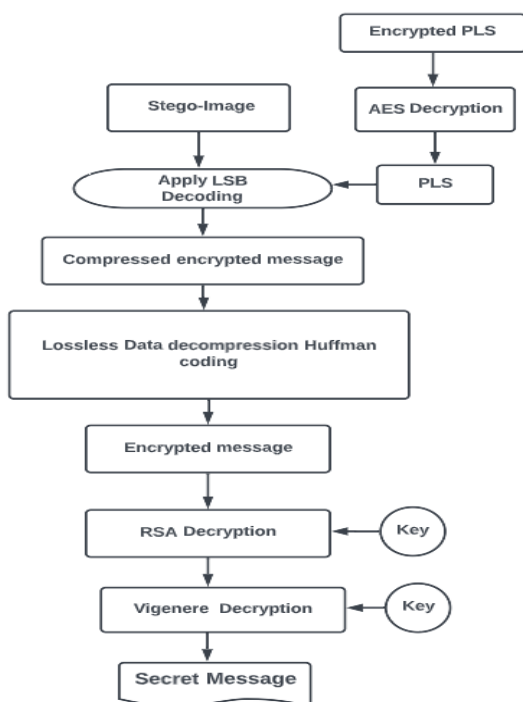 Encrypted PLS
AES Decryption
Stego-Image
PLS
Apply LSB
Decoding
Compressed encrypted message
Lossless Data decompression Huffman
coding
Encrypted message
RSA Decryption
Key
Vigenere Decryption
Key
Secret Message